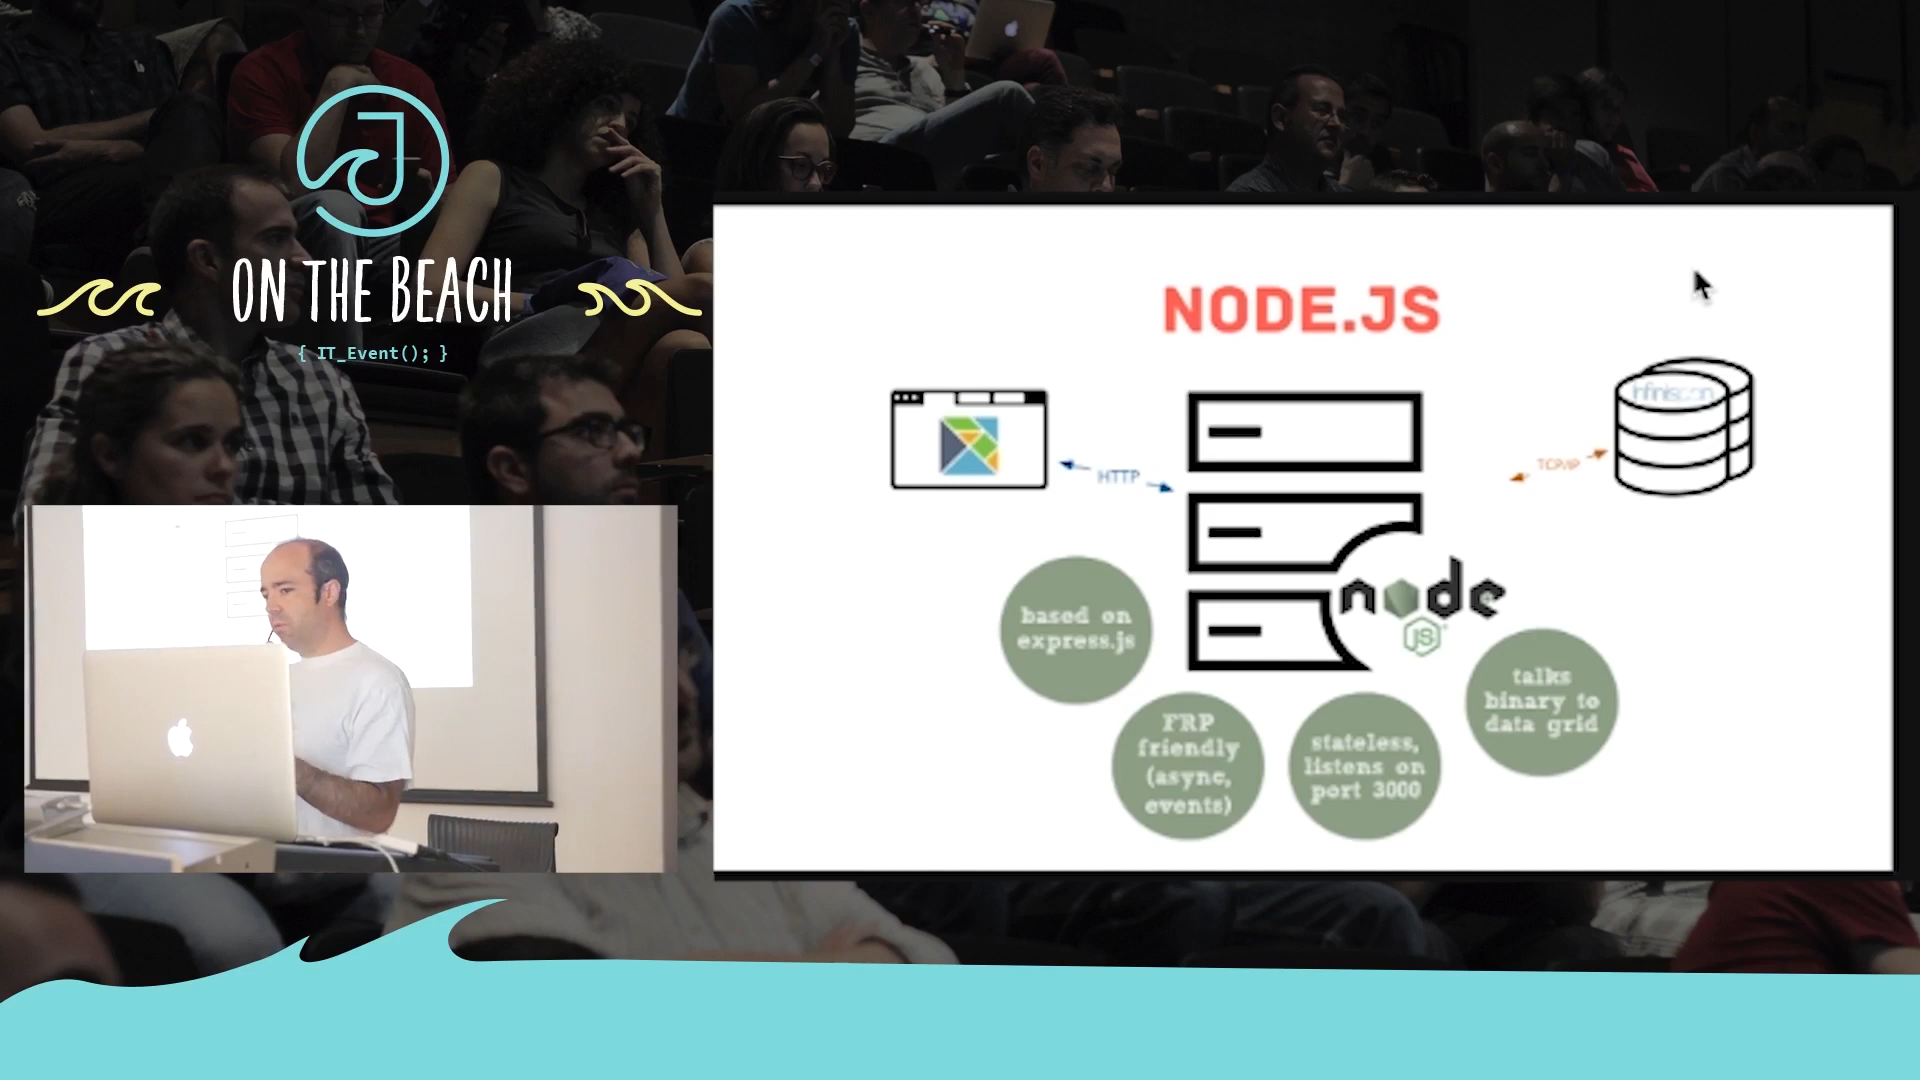 J
ON THE BEACH
{ IT_Event(); }
NODE.JS
infinispan
HTTP
TCP/IP
node
JS
based on
express.js
FRP
friendly
(async,
events)
stateless,
listens on
port 3000
talks
binary to
data grid